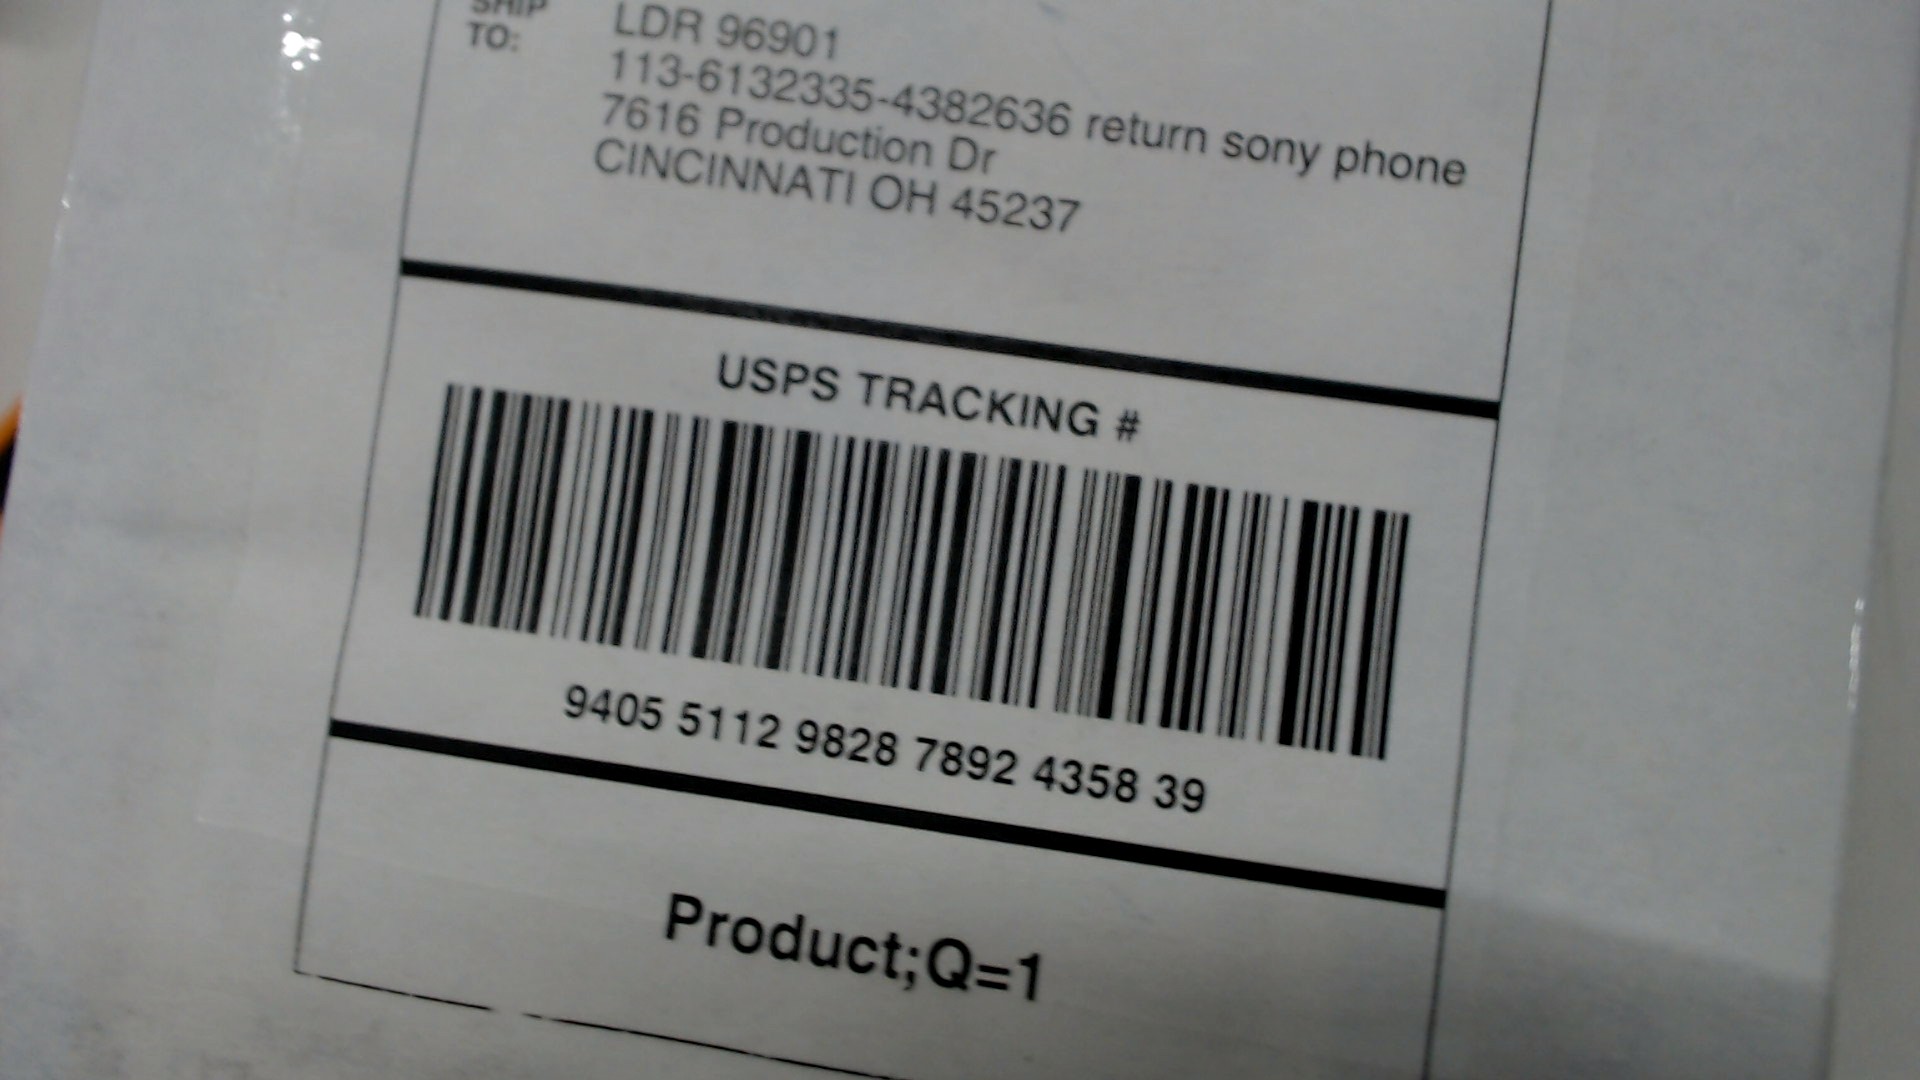 SHIP
TO:
LDR 96901
113-6132335-4382636 return sony phone
7616 Production Dr
CINCINNATI OH 45237
USPS TRACKING #
9405 5112 9828 7892 4358 39
Product;Q=1